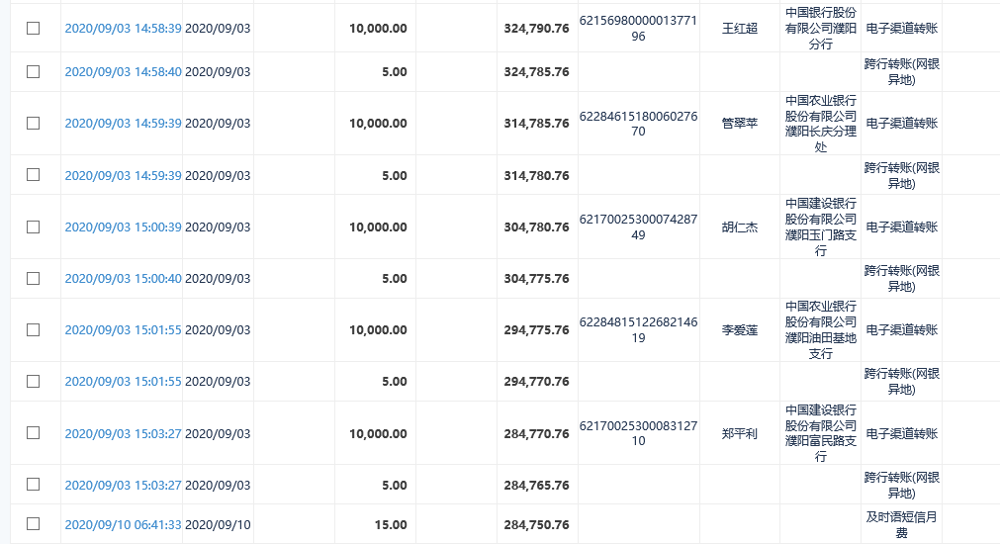 2020/09/03 14:58:39 2020/09/03 10,000.00 324,790.76 62156980000013771
96 王红超 中国银行股份
有限公司濮阳
分行 电子渠道转账
2020/09/03 14:58:40 2020/09/03 5.00 324,785.76 跨行转账(网银
异地)
2020/09/03 14:59:39 2020/09/03 10,000.00 314,785.76 62284615180060276
70 管翠苹 中国农业银行
股份有限公司
濮阳长庆分理
处 电子渠道转账
2020/09/03 14:59:39 2020/09/03 5.00 314,780.76 跨行转账(网银
异地)
2020/09/03 15:00:39 2020/09/03 10,000.00 304,780.76 62170025300074287
49 胡仁杰 中国建设银行
股份有限公司
濮阳玉门路支
行 电子渠道转账
2020/09/03 15:00:40 2020/09/03 5.00 304,775.76 跨行转账(网银
异地)
2020/09/03 15:01:55 2020/09/03 10,000.00 294,775.76 62284815122682146
19 李爱莲 中国农业银行
股份有限公司
濮阳油田基地
支行 电子渠道转账
2020/09/03 15:01:55 2020/09/03 5.00 294,770.76 跨行转账(网银
异地)
2020/09/03 15:03:27 2020/09/03 10,000.00 284,770.76 62170025300083127
10 郑平利 中国建设银行
股份有限公司
濮阳富民路支
行 电子渠道转账
2020/09/03 15:03:27 2020/09/03 5.00 284,765.76 跨行转账(网银
异地)
2020/09/10 06:41:33 2020/09/10 15.00 284,750.76 及时语短信月
费